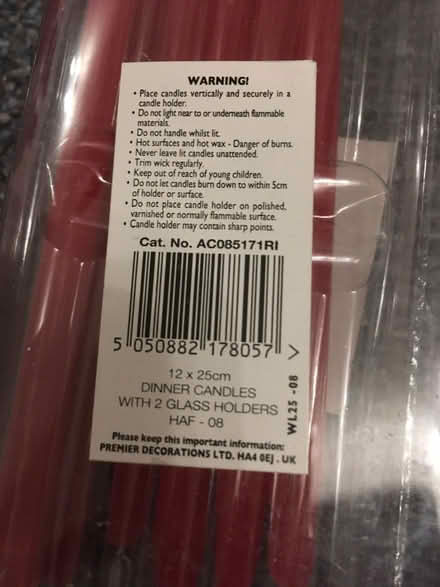 WARNING!
• Place candles vertically and securely in a
candle holder.
• Do not light near to or underneath flammable
materials.
• Do not handle whilst lit.
• Hot surfaces and hot wax - Danger of burns.
• Never leave lit candles unattended.
• Trim wick regularly.
• Keep out of reach of young children.
• Do not let candles burn down to within 5cm
of holder or surface.
• Do not place candle holder on polished,
varnished or normally flammable surface.
• Candle holder may contain sharp points.
Cat. No. AC085171RI
5 050882 178057 >
12 x 25cm
DINNER CANDLES
WITH 2 GLASS HOLDERS
HAF - 08
WL25 - 08
Please keep this important information:
PREMIER DECORATIONS LTD. HA4 0EJ . UK